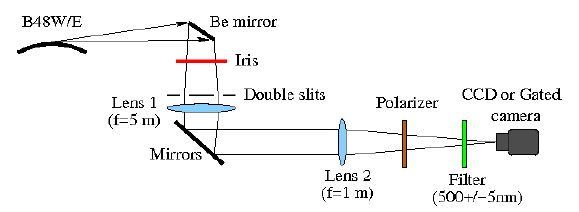 B48W/E
Be mirror
Iris
Double slits
Lens 1
(f=5 m)
Mirrors
Lens 2
(f=1 m)
Polarizer
Filter
(500+/-5nm)
CCD or Gated
camera